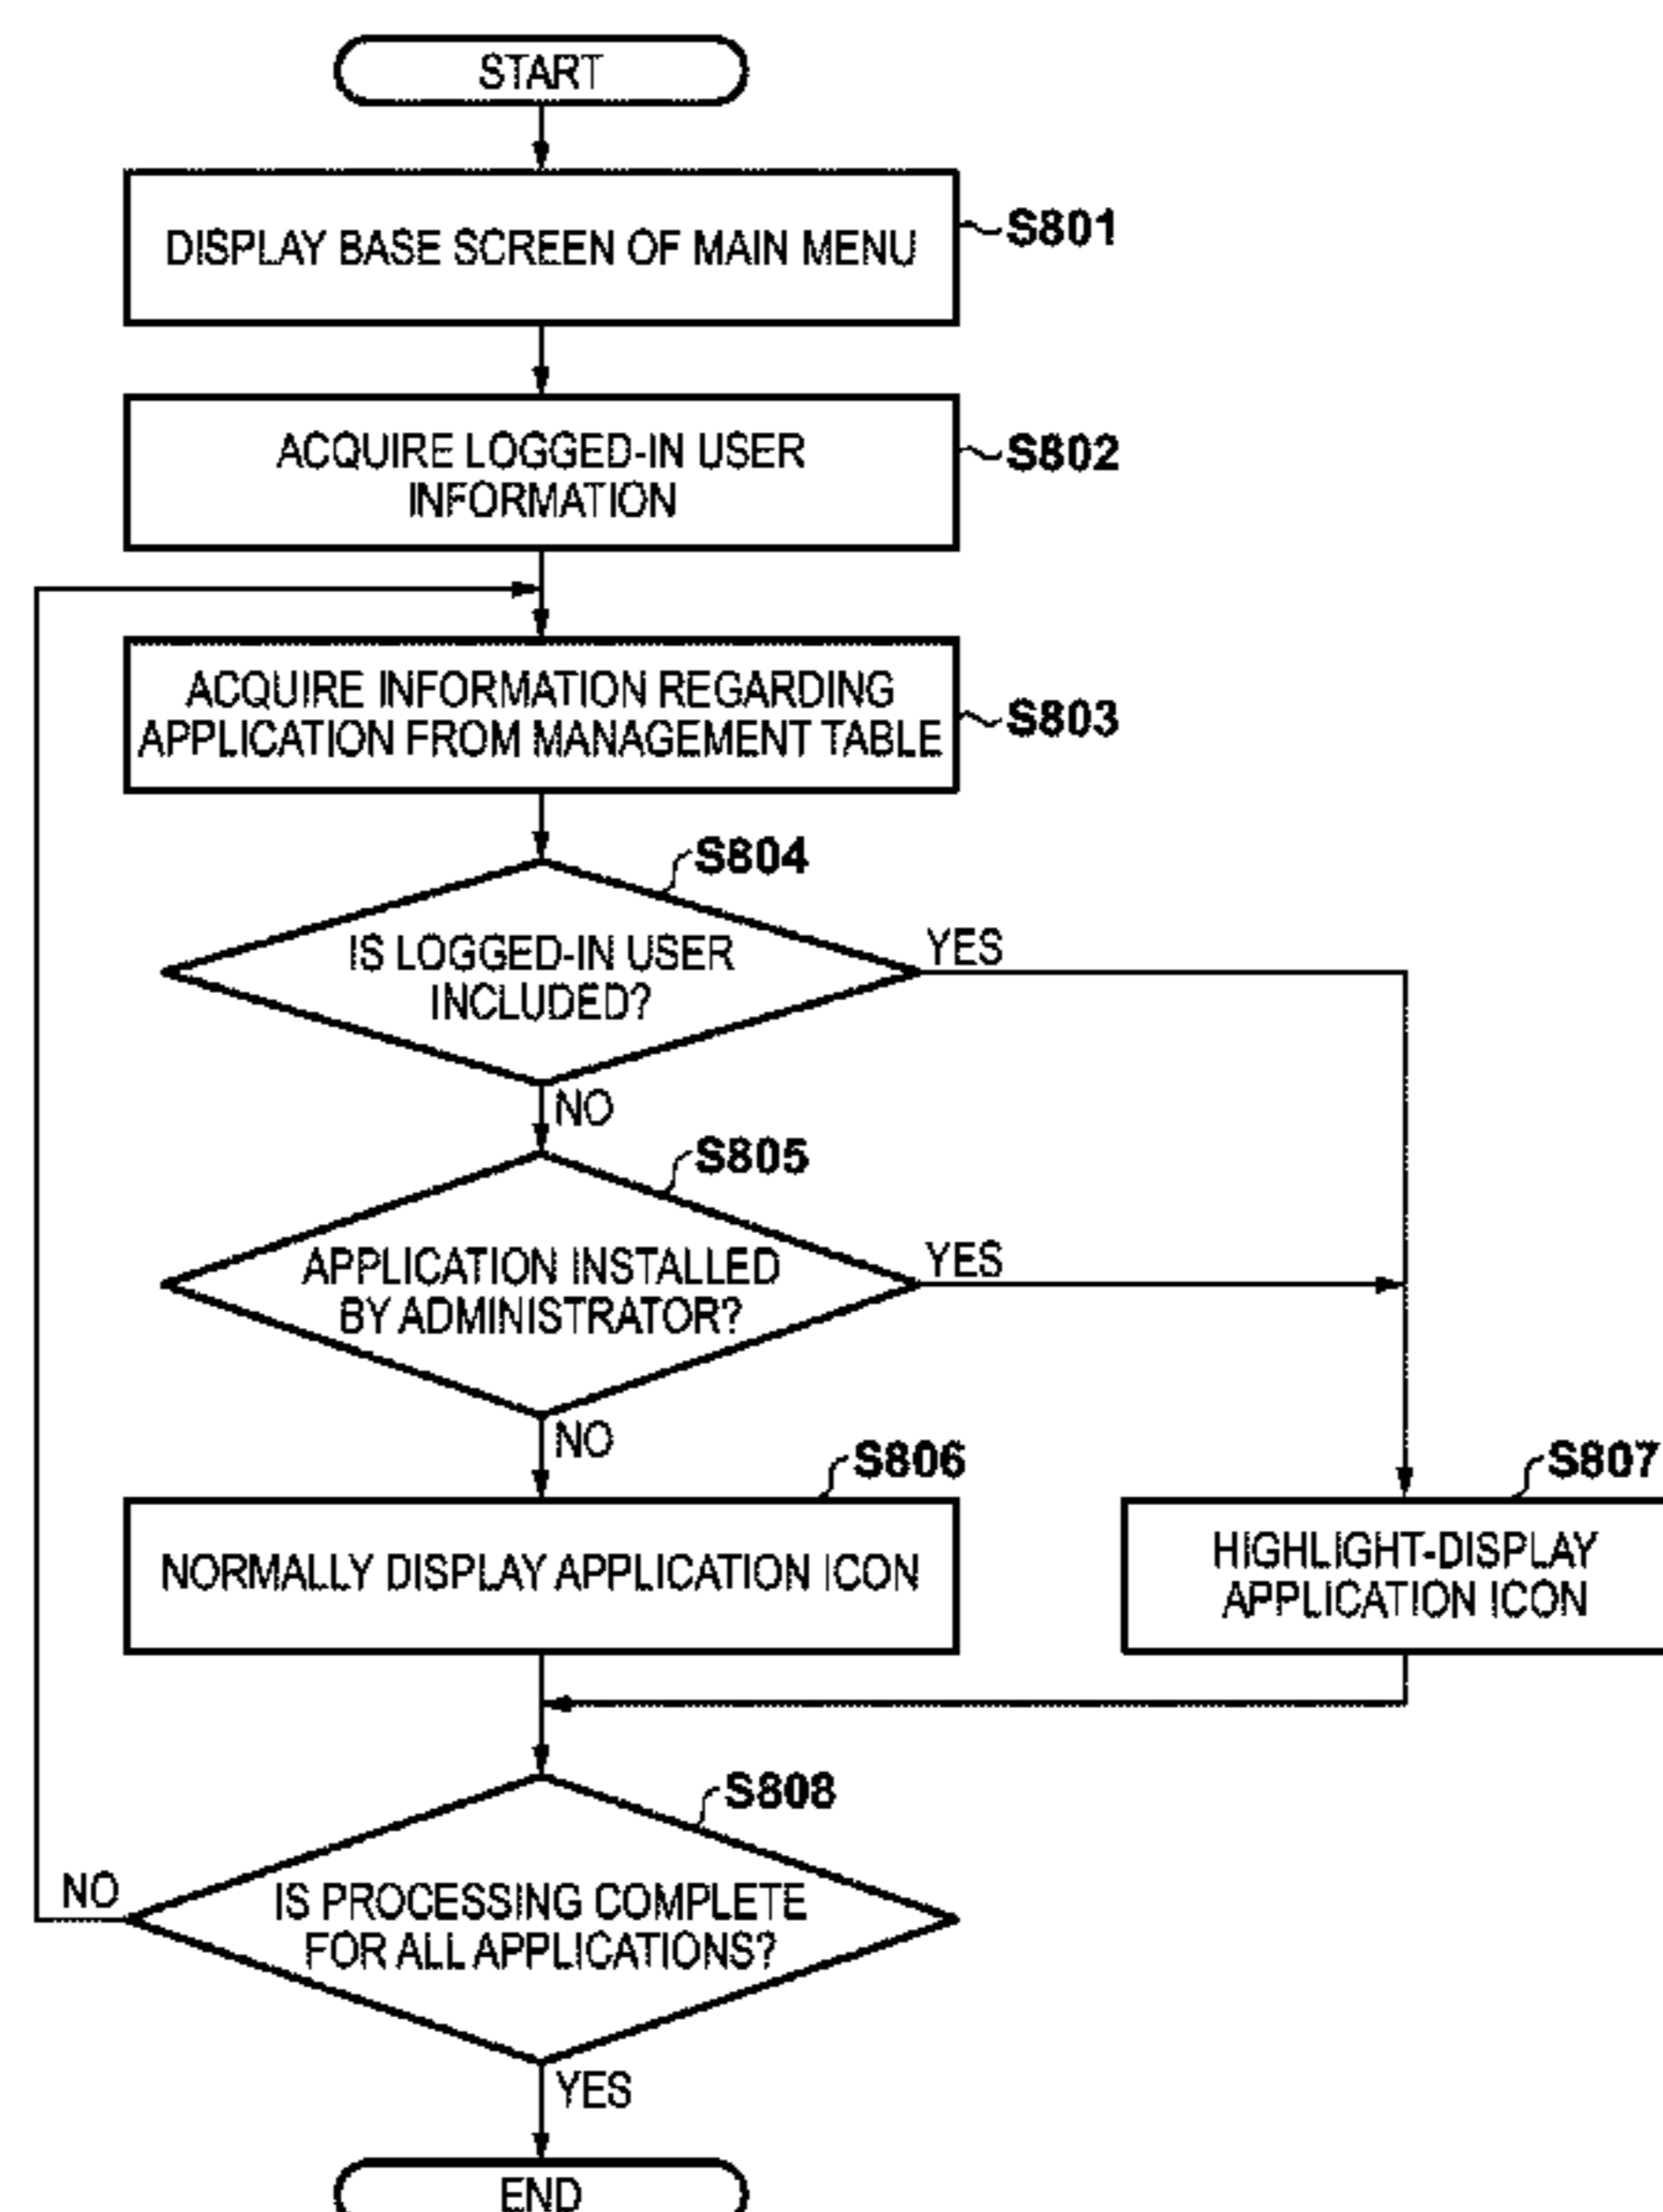 START
DISPLAY BASE SCREEN OF MAIN MENU
S801
ACQUIRE LOGGED-IN USER
INFORMATION
S802
ACQUIRE INFORMATION REGARDING
APPLICATION FROM MANAGEMENT TABLE
S803
S804
IS LOGGED-IN USER
INCLUDED?
YES
NO
S805
APPLICATION INSTALLED
BY ADMINISTRATOR?
YES
NO
S806
NORMALLY DISPLAY APPLICATION ICON
S807
HIGHLIGHT-DISPLAY
APPLICATION ICON
S808
IS PROCESSING COMPLETE
FOR ALL APPLICATIONS?
NO
YES
END